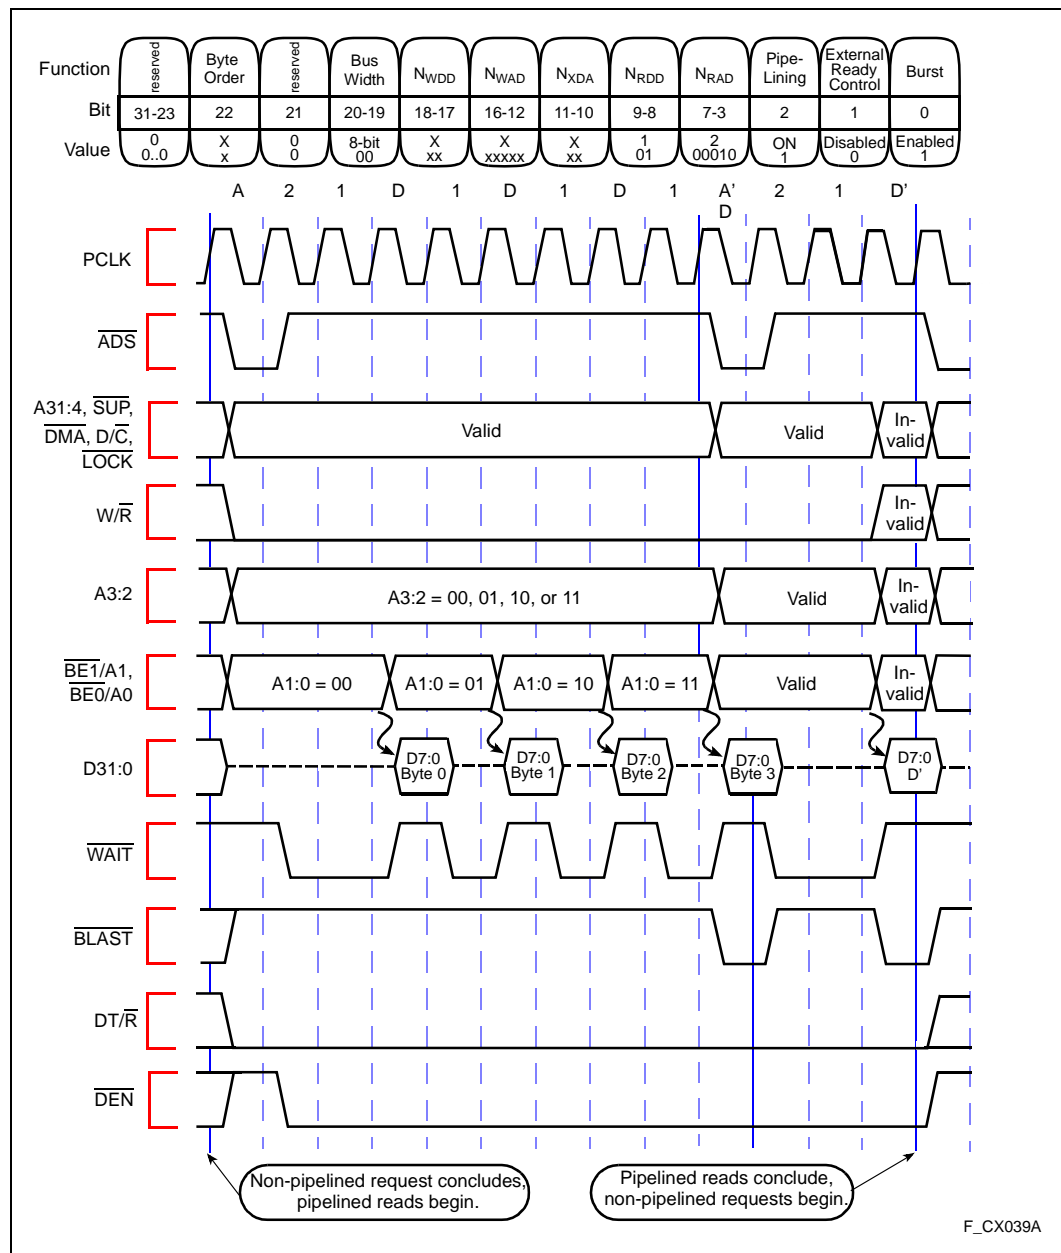 Function reserved Byte Order reserved Bus Width NWDD NWAD NXDA NRDD NRAD Pipe-Lining External Ready Control Burst
Bit 31-23 22 21 20-19 18-17 16-12 11-10 9-8 7-3 2 1 0
Value 0 X 0 8-bit X X X 1 2 ON Disabled Enabled
0..0 x 0 00 xx xxxxx xx 01 00010 1 0 1
A 2 1 D 1 D 1 D 1 A' 2 1 D'
D
PCLK
ADS
A31:4, SUP,
DMA, D/C,
LOCK
Valid Valid In-
valid
W/R In-
valid
A3:2 A3:2 = 00, 01, 10, or 11 Valid In-
valid
BE1/A1,
BE0/A0
A1:0 = 00 A1:0 = 01 A1:0 = 10 A1:0 = 11 Valid In-
valid
D31:0
D7:0 D7:0 D7:0 D7:0 D7:0
Byte 0 Byte 1 Byte 2 Byte 3 D'
WAIT
BLAST
DT/R
DEN
Non-pipelined request concludes,
pipelined reads begin.
Pipelined reads conclude,
non-pipelined requests begin.
F_CX039A